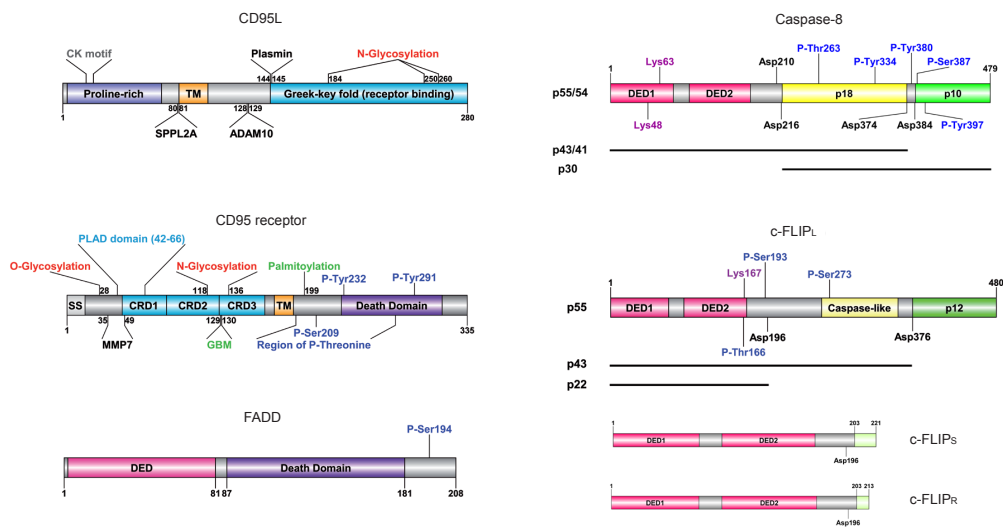 CD95L
CK motif
Plasmin
N-Glycosylation
144 145
184
250 260
Proline-rich
TM
Greek-key fold (receptor binding)
1
80 81
128 129
280
SPPL2A
ADAM10
CD95 receptor
PLAD domain (42-66)
O-Glycosylation
N-Glycosylation
Palmitoylation
P-Tyr232
P-Tyr291
28
118
136
199
SS
CRD1
CRD2
CRD3
TM
Death Domain
1
35
49
129 130
335
MMP7
GBM
P-Ser209
Region of P-Threonine
FADD
P-Ser194
DED
Death Domain
1
81 87
181
208
Caspase-8
P-Thr263
P-Tyr380
Lys63
Asp210
P-Tyr334
P-Ser387
1
479
p55/54
DED1
DED2
p18
p10
Lys48
Asp216
Asp374
Asp384
P-Tyr397
p43/41
p30
c-FLIPL
P-Ser193
Lys167
P-Ser273
1
480
p55
DED1
DED2
Caspase-like
p12
Asp196
Asp376
P-Thr166
p43
p22
1
203
221
DED1
DED2
c-FLIPS
Asp196
1
203
213
DED1
DED2
c-FLIPR
Asp196